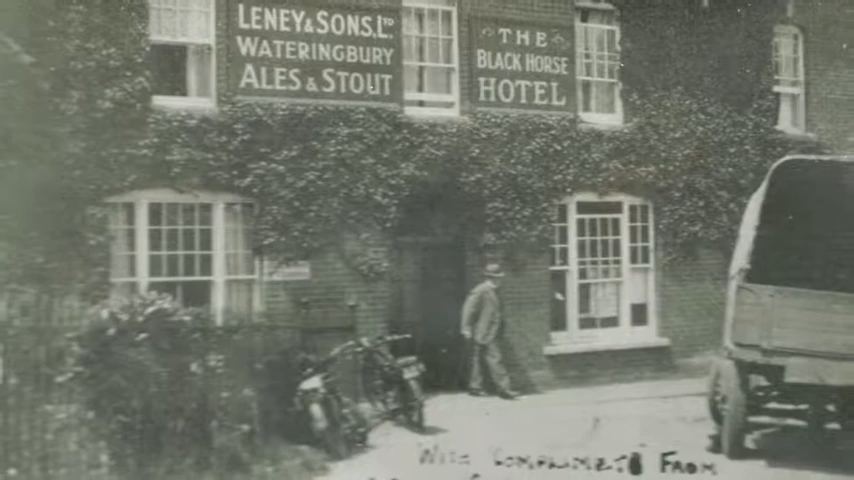 LENEY & SONS, LTD
WATERINGBURY
ALES & STOUT
THE
BLACK HORSE
HOTEL
WITH COMPLIMENTS FROM